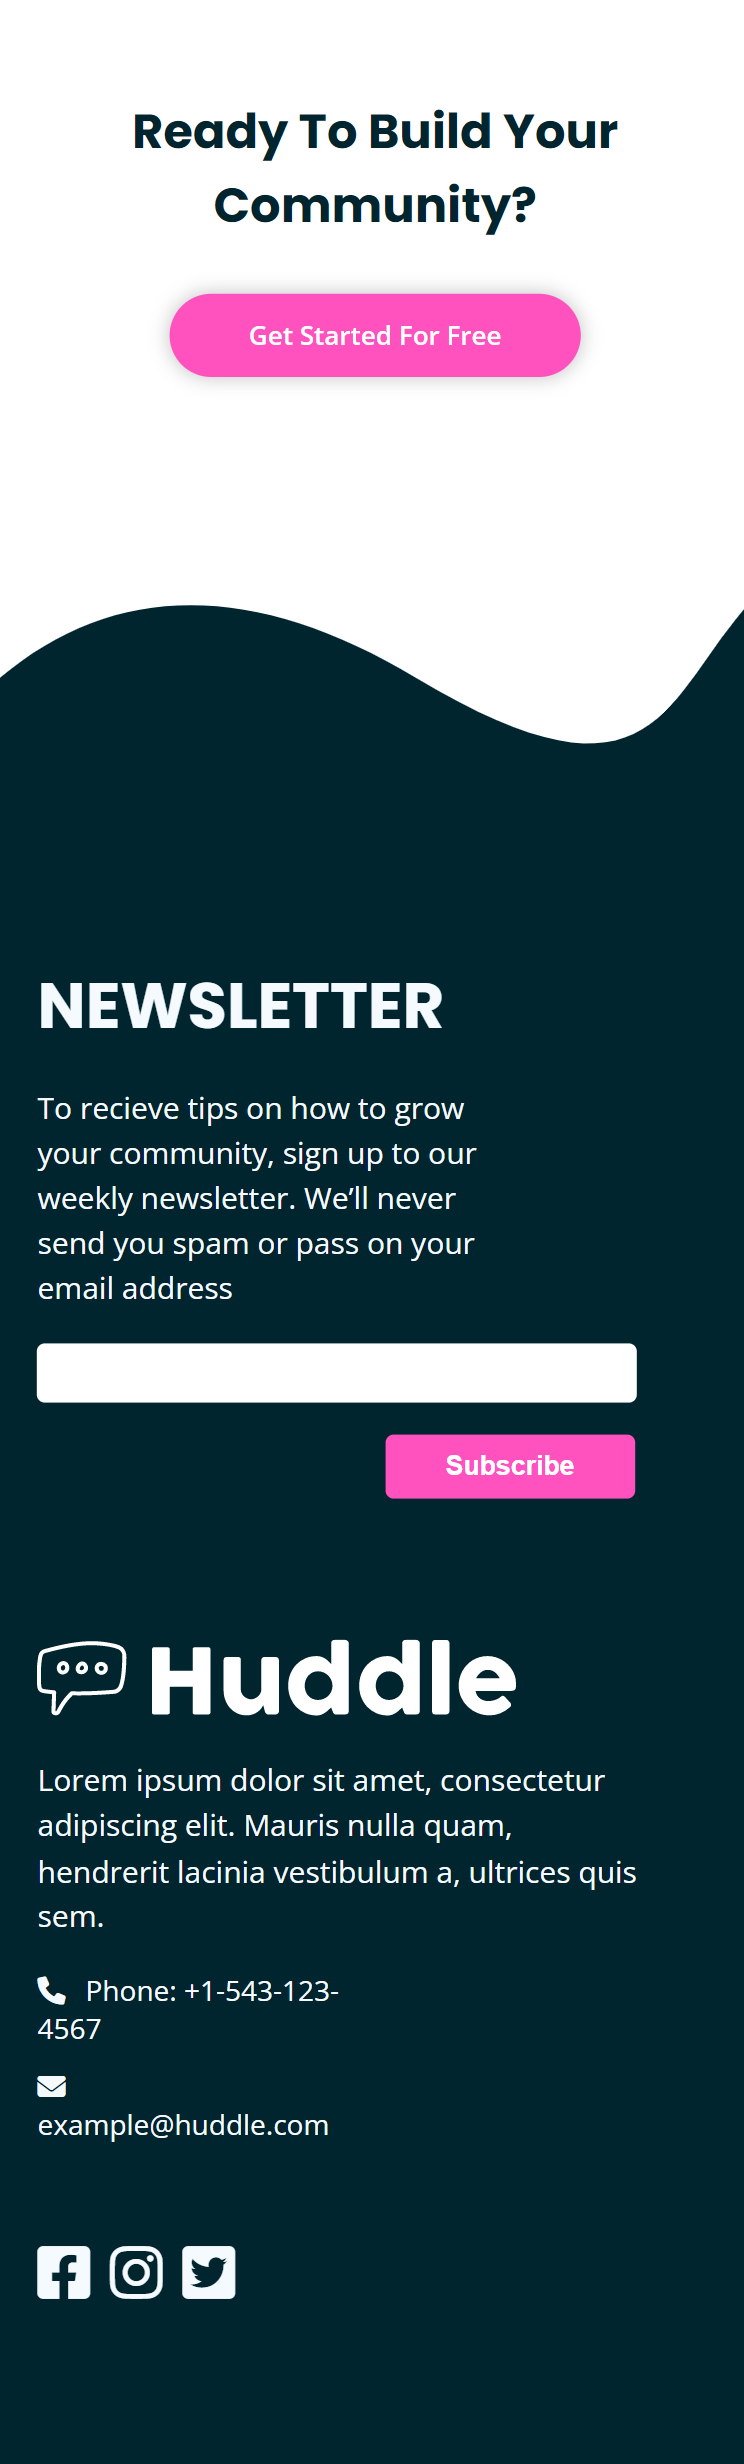 Ready To Build Your
Community?
Get Started For Free
NEWSLETTER
To recieve tips on how to grow
your community, sign up to our
weekly newsletter. We’ll never
send you spam or pass on your
email address
Subscribe
Huddle
Lorem ipsum dolor sit amet, consectetur
adipiscing elit. Mauris nulla quam,
hendrerit lacinia vestibulum a, ultrices quis
sem.
Phone: +1-543-123-
4567
example@huddle.com